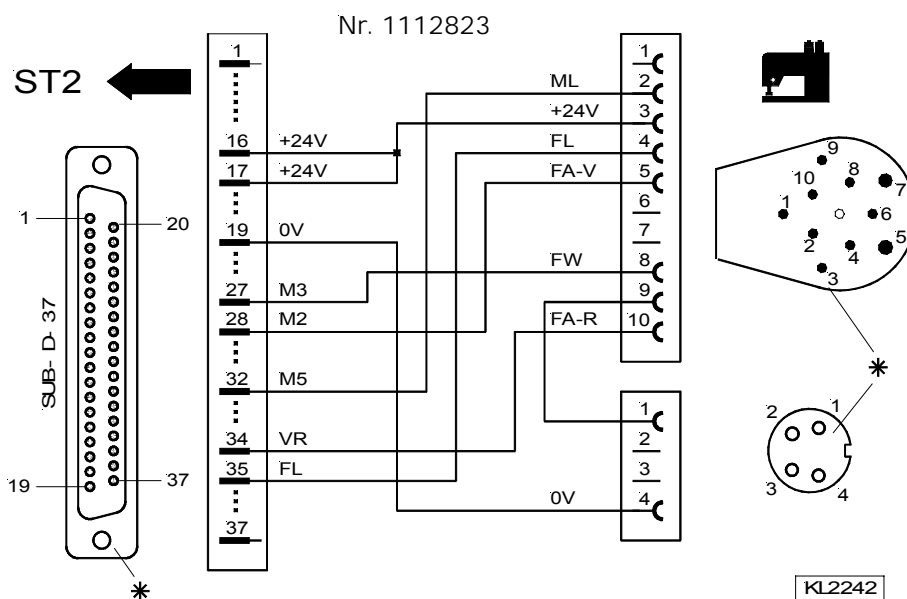 Nr. 1112823
ST2
1
16 +24V
17 +24V
19 0V
27 M3
28 M2
32 M5
34 VR
35 FL
37
1
ML 2
+24V 3
FL 4
FA-V 5
6
7
FW 8
9
FA-R 10
1
2
3
0V 4
1
20
SUB- D- 37
19
37
*
9
10
8
7
1
6
2
4
5
3
*
2
1
3
4
KL2242